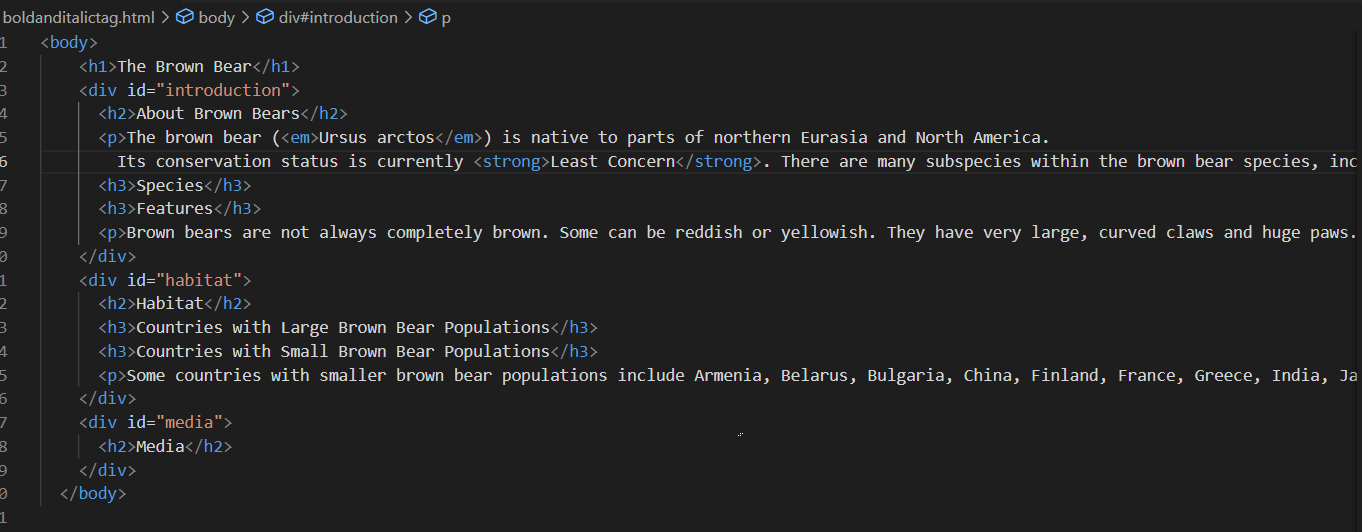 boldanditalictag.html > body > div#introduction > p
1 <body>
2 <h1>The Brown Bear</h1>
3 <div id="introduction">
4 <h2>About Brown Bears</h2>
5 <p>The brown bear (<em>Ursus arctos</em>) is native to parts of northern Eurasia and North America.
6 Its conservation status is currently <strong>Least Concern</strong>. There are many subspecies within the brown bear species, inc
7 <h3>Species</h3>
8 <h3>Features</h3>
9 <p>Brown bears are not always completely brown. Some can be reddish or yellowish. They have very large, curved claws and huge paws.
0 </div>
1 <div id="habitat">
2 <h2>Habitat</h2>
3 <h3>Countries with Large Brown Bear Populations</h3>
4 <h3>Countries with Small Brown Bear Populations</h3>
5 <p>Some countries with smaller brown bear populations include Armenia, Belarus, Bulgaria, China, Finland, France, Greece, India, Ja
6 </div>
7 <div id="media">
8 <h2>Media</h2>
9 </div>
0 </body>
1